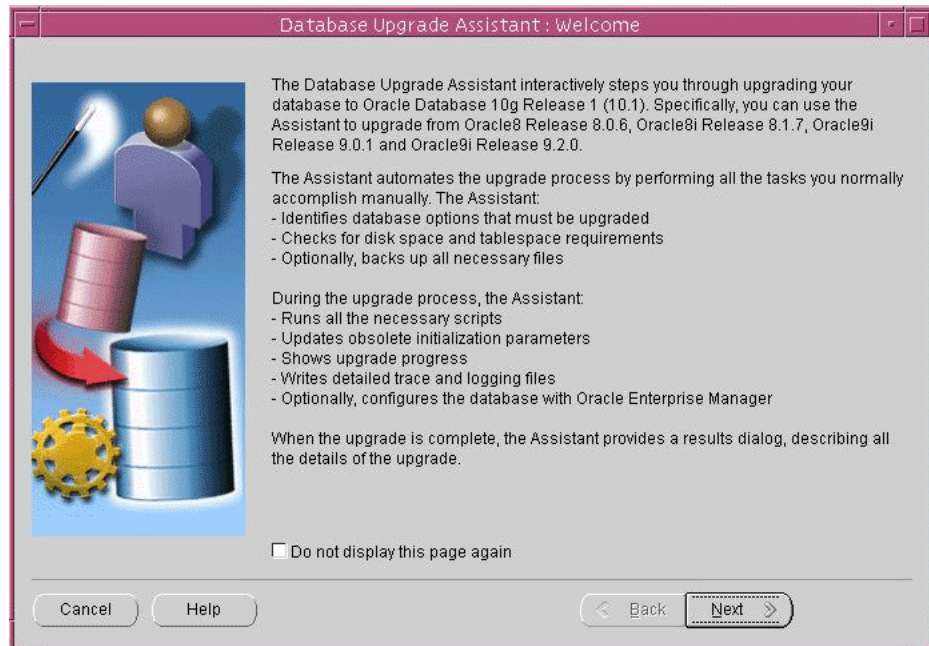 Database Upgrade Assistant : Welcome
The Database Upgrade Assistant interactively steps you through upgrading your
database to Oracle Database 10g Release 1 (10.1). Specifically, you can use the
Assistant to upgrade from Oracle8 Release 8.0.6, Oracle8i Release 8.1.7, Oracle9i
Release 9.0.1 and Oracle9i Release 9.2.0.
The Assistant automates the upgrade process by performing all the tasks you normally
accomplish manually. The Assistant:
- Identifies database options that must be upgraded
- Checks for disk space and tablespace requirements
- Optionally, backs up all necessary files
During the upgrade process, the Assistant:
- Runs all the necessary scripts
- Updates obsolete initialization parameters
- Shows upgrade progress
- Writes detailed trace and logging files
- Optionally, configures the database with Oracle Enterprise Manager
When the upgrade is complete, the Assistant provides a results dialog, describing all
the details of the upgrade.
Do not display this page again
Cancel Help Back Next